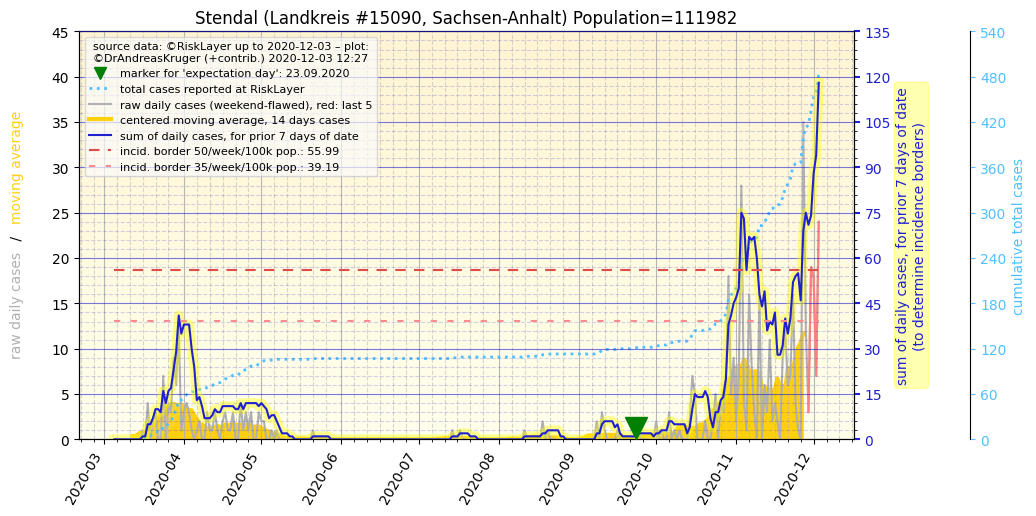 Stendal (Landkreis #15090, Sachsen-Anhalt) Population=111982
source data: ©RiskLayer up to 2020-12-03 – plot:
©DrAndreasKruger (+contrib.) 2020-12-03 12:27
marker for 'expectation day': 23.09.2020
total cases reported at RiskLayer
raw daily cases (weekend-flawed), red: last 5
centered moving average, 14 days cases
sum of daily cases, for prior 7 days of date
incid. border 50/week/100k pop.: 55.99
incid. border 35/week/100k pop.: 39.19
raw daily cases / moving average
45
40
35
30
25
20
15
10
5
0
135
120
105
90
75
60
45
30
15
0
sum of daily cases, for prior 7 days of date
(to determine incidence borders)
540
480
420
360
300
240
180
120
60
0
cumulative total cases
2020-03
2020-04
2020-05
2020-06
2020-07
2020-08
2020-09
2020-10
2020-11
2020-12